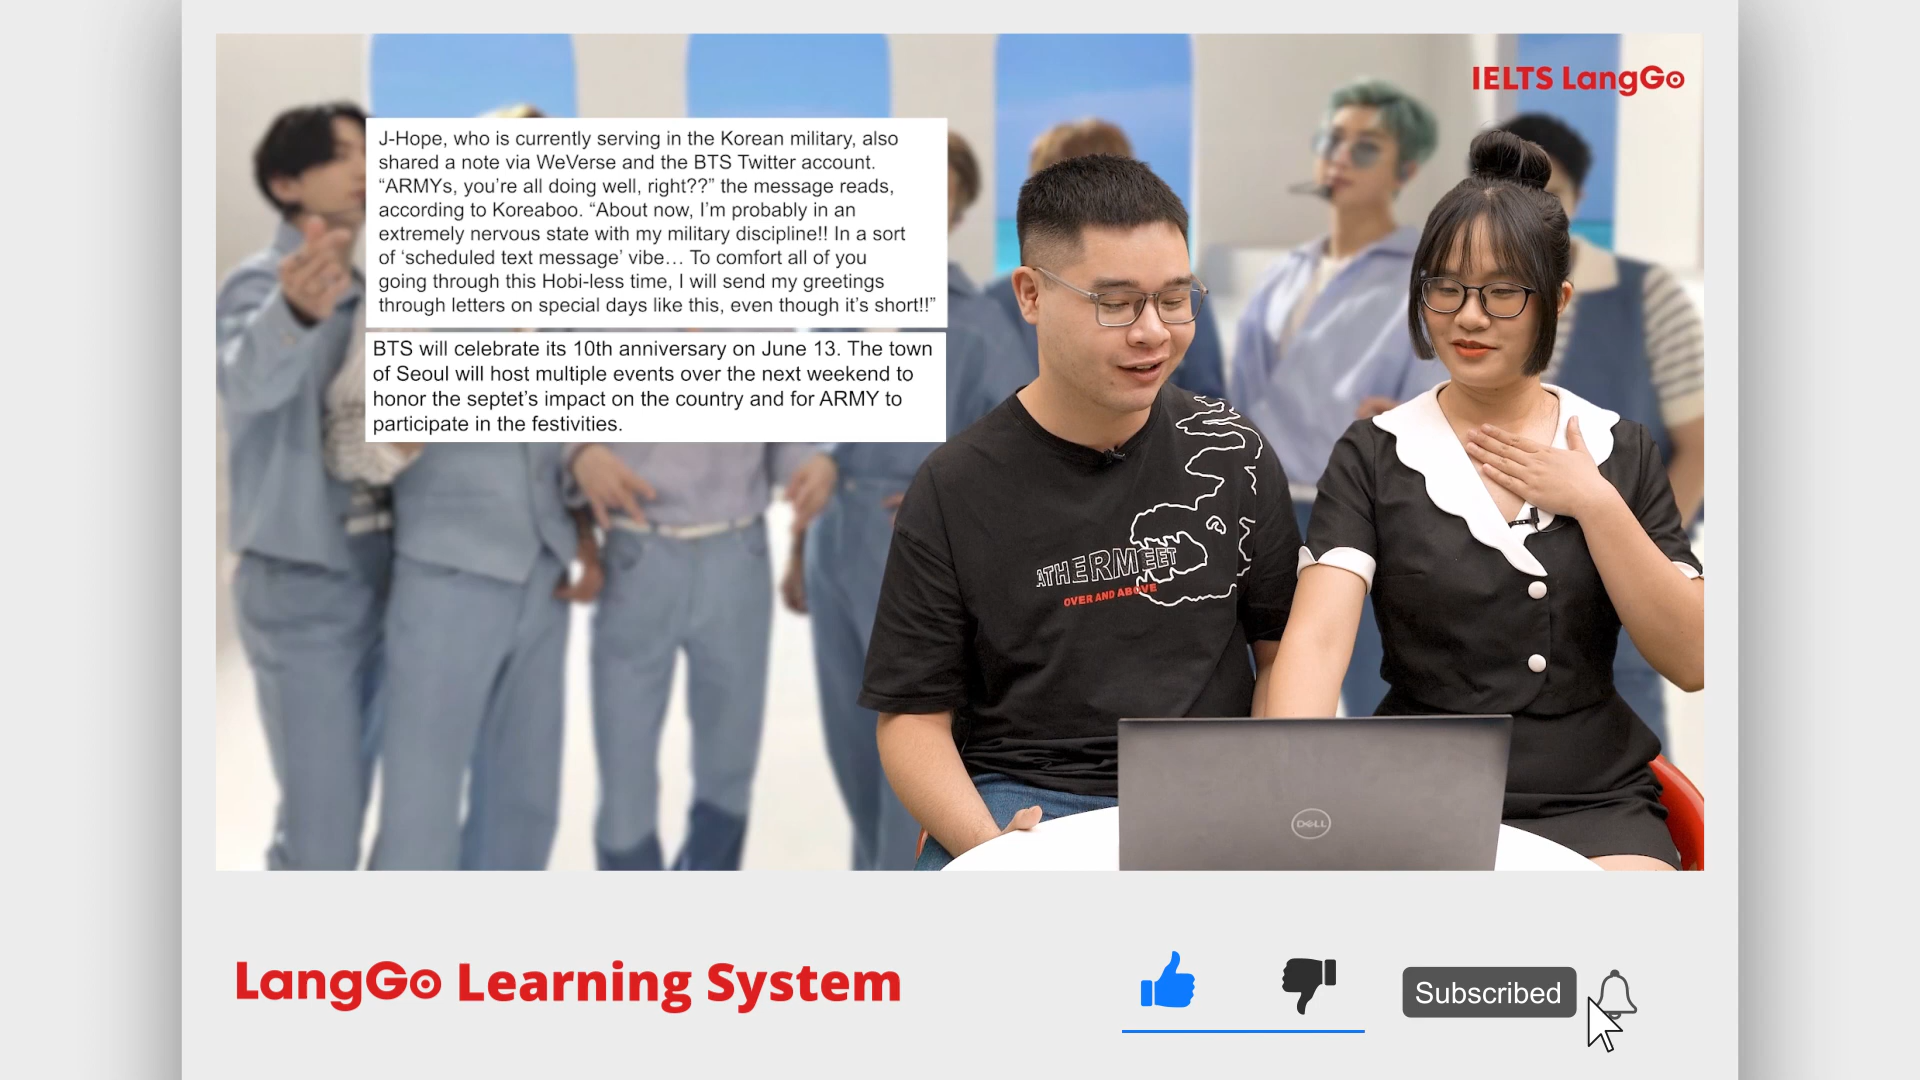 IELTS LangGo
J-Hope, who is currently serving in the Korean military, also
shared a note via WeVerse and the BTS Twitter account.
“ARMYs, you’re all doing well, right??” the message reads,
according to Koreaboo. “About now, I’m probably in an
extremely nervous state with my military discipline!! In a sort
of ‘scheduled text message’ vibe… To comfort all of you
going through this Hobi-less time, I will send my greetings
through letters on special days like this, even though it’s short!!”
BTS will celebrate its 10th anniversary on June 13. The town
of Seoul will host multiple events over the next weekend to
honor the septet’s impact on the country and for ARMY to
participate in the festivities.
ATHERMEET
OVER AND ABOVE
DELL
LangGo Learning System
Subscribed